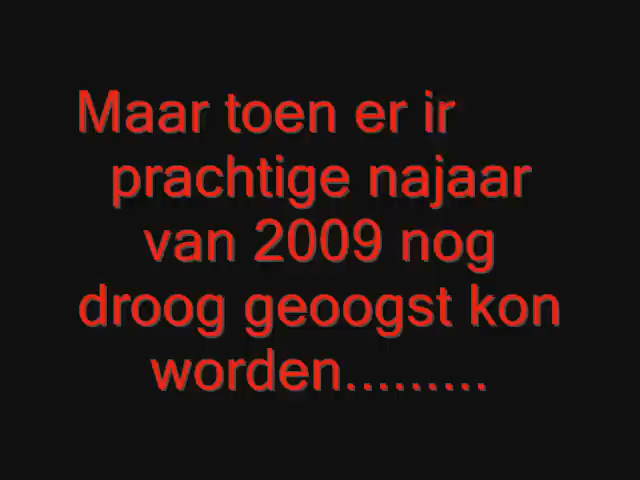 Maar toen er ir
prachtige najaar
van 2009 nog
droog geoogst kon
worden.........